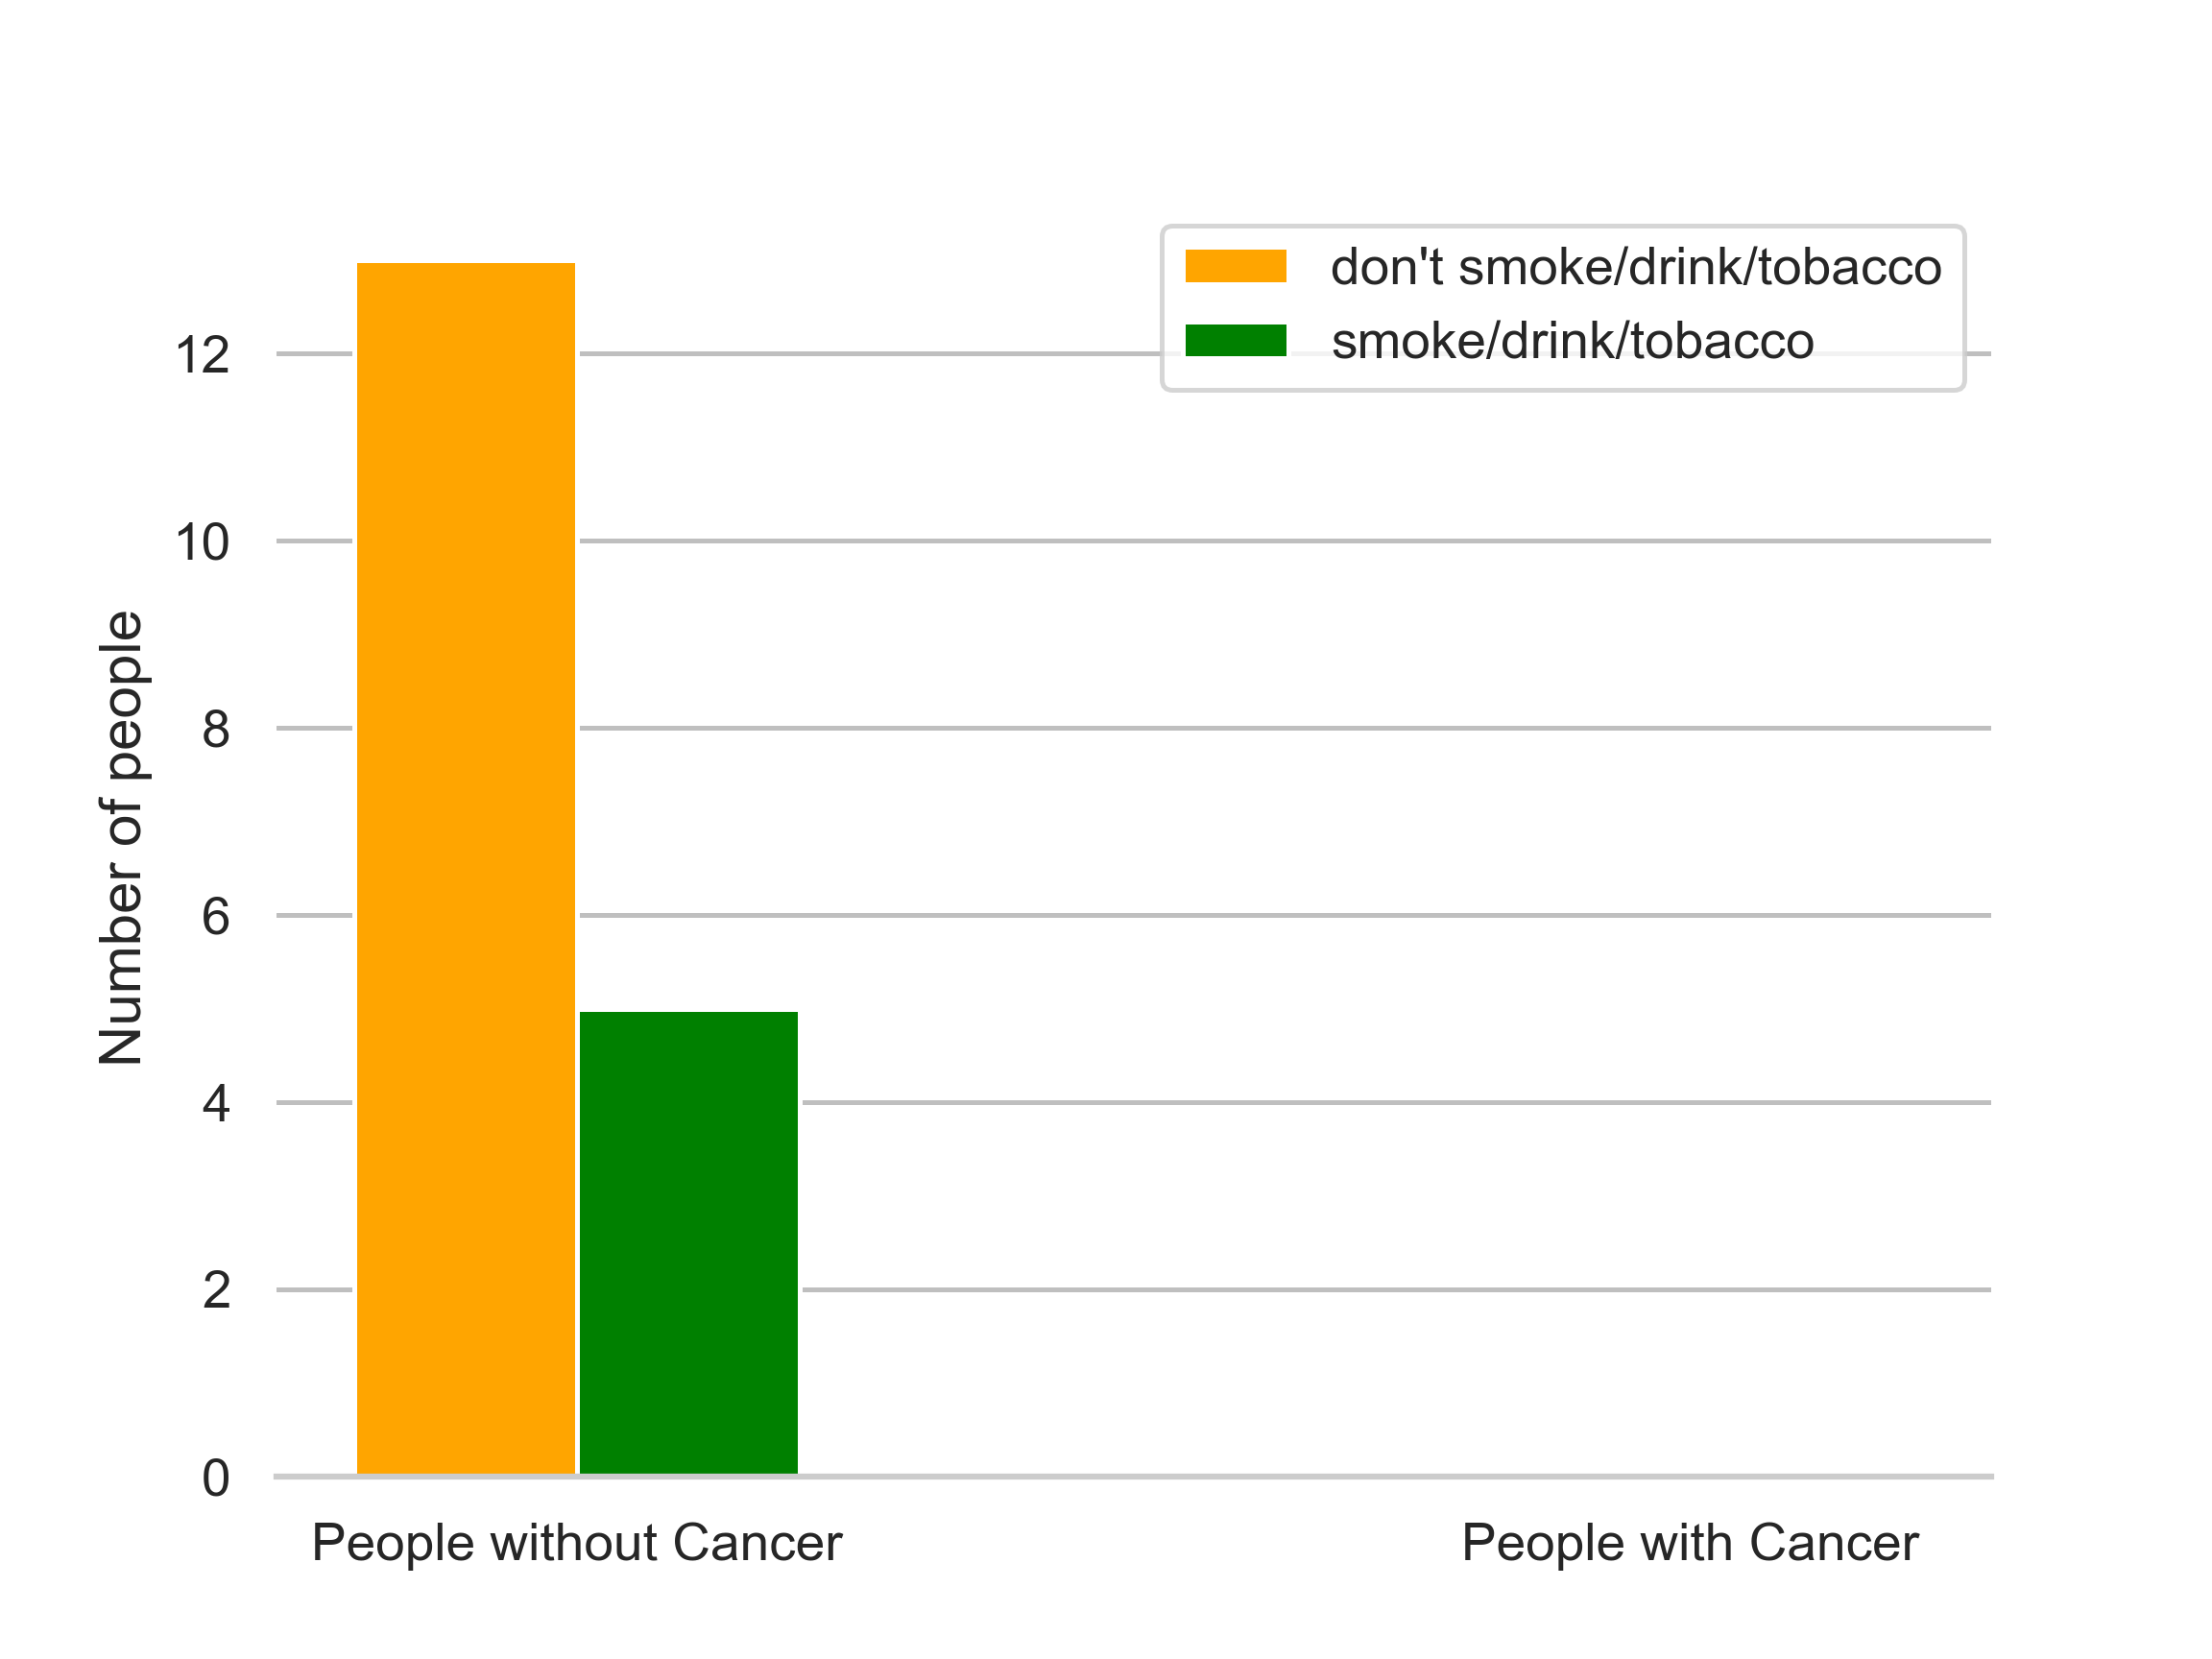 don't smoke/drink/tobacco
smoke/drink/tobacco
12
10
8
6
4
2
0
Number of people
People without Cancer
People with Cancer